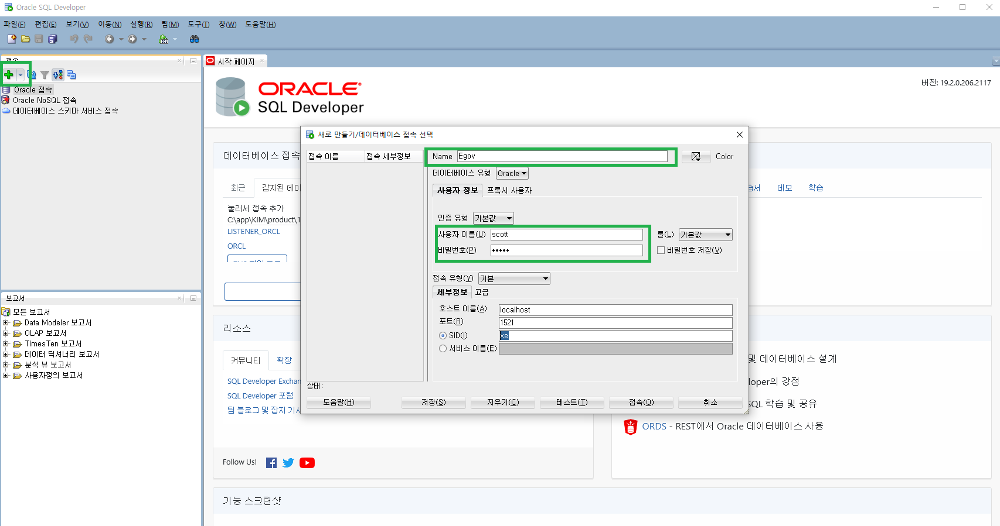 Oracle SQL Developer
파일(F) 편집(E) 보기(V) 이동(N) 실행(R) 팀(M) 도구(T) 창(W) 도움말(H)
접속
Oracle 접속
Oracle NoSQL 접속
데이터베이스 스키마 서비스 접속
보고서
모든 보고서
Data Modeler 보고서
OLAP 보고서
TimesTen 보고서
데이터 딕셔너리 보고서
분석 뷰 보고서
사용자정의 보고서
시작 페이지
ORACLE
SQL Developer
버전: 19.2.0.206.2117
데이터베이스 접속
최근 감지된 데이
눌러서 접속 추가
C:\app\KIM\product\1
LISTENER_ORCL
ORCL
습서 데모 학습
리소스
커뮤니티 확장
SQL Developer Exchan
SQL Developer 포럼
팀 블로그 및 잡지 기사
Follow Us!
및 데이터베이스 설계
loper의 강점
SQL 학습 및 공유
ORDS - REST에서 Oracle 데이터베이스 사용
기능 스크린샷
새로 만들기/데이터베이스 접속 선택
접속 이름 접속 세부정보
Name Egov
Color
데이터베이스 유형 Oracle
사용자 정보 프록시 사용자
인증 유형 기본값
사용자 이름(U) scott
롤(L) 기본값
비밀번호(P) •••••
비밀번호 저장(V)
접속 유형(Y) 기본
세부정보 고급
호스트 이름(A) localhost
포트(R) 1521
SID(I) xe
서비스 이름(E)
상태:
도움말(H) 저장(S) 지우기(C) 테스트(T) 접속(O) 취소